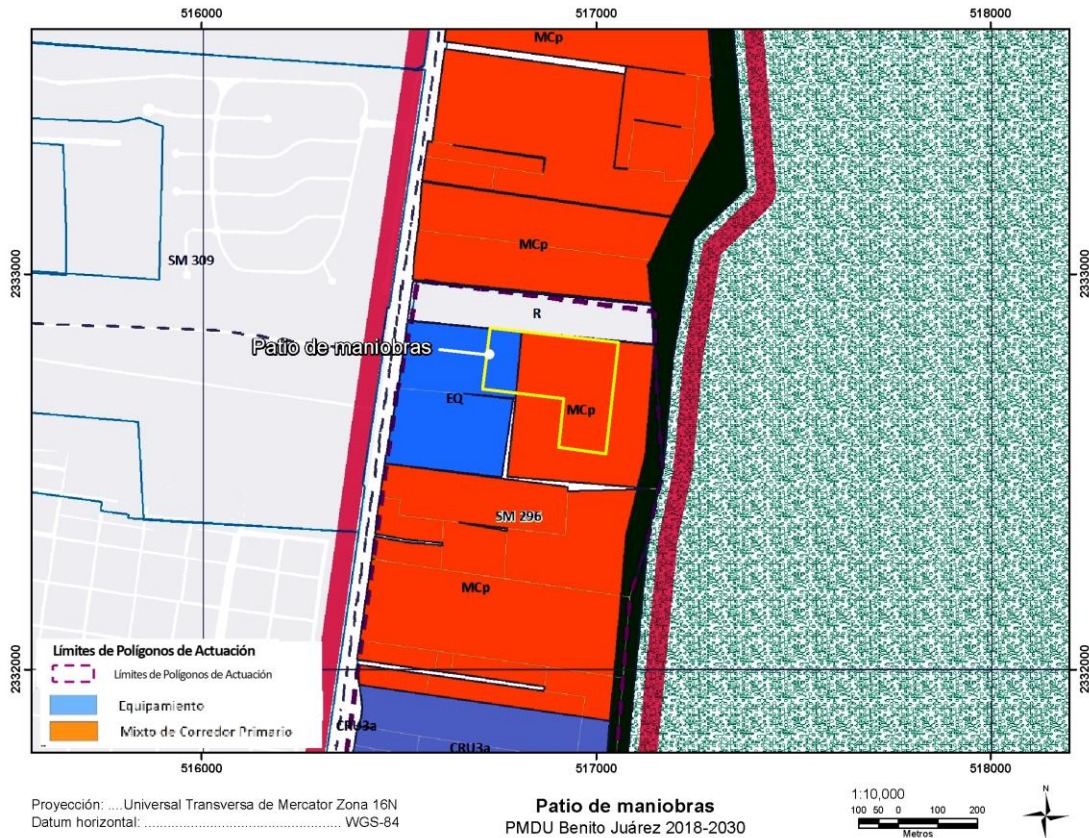 516000
517000
518000
MCp
SM 309
2333000
2333000
MCp
R
Patio de maniobras
EQ
MCp
SM 296
MCp
2332000
2332000
Límites de Polígonos de Actuación
Límites de Polígonos de Actuación
Equipamiento
Mixto de Corredor Primario
CRU3a
CRU3a
516000
517000
518000
Proyección: ....Universal Transversa de Mercator Zona 16N
Datum horizontal: ............................................. WGS-84
Patio de maniobras
PMDU Benito Juárez 2018-2030
1:10,000
100 50 0 100 200
Metros
N